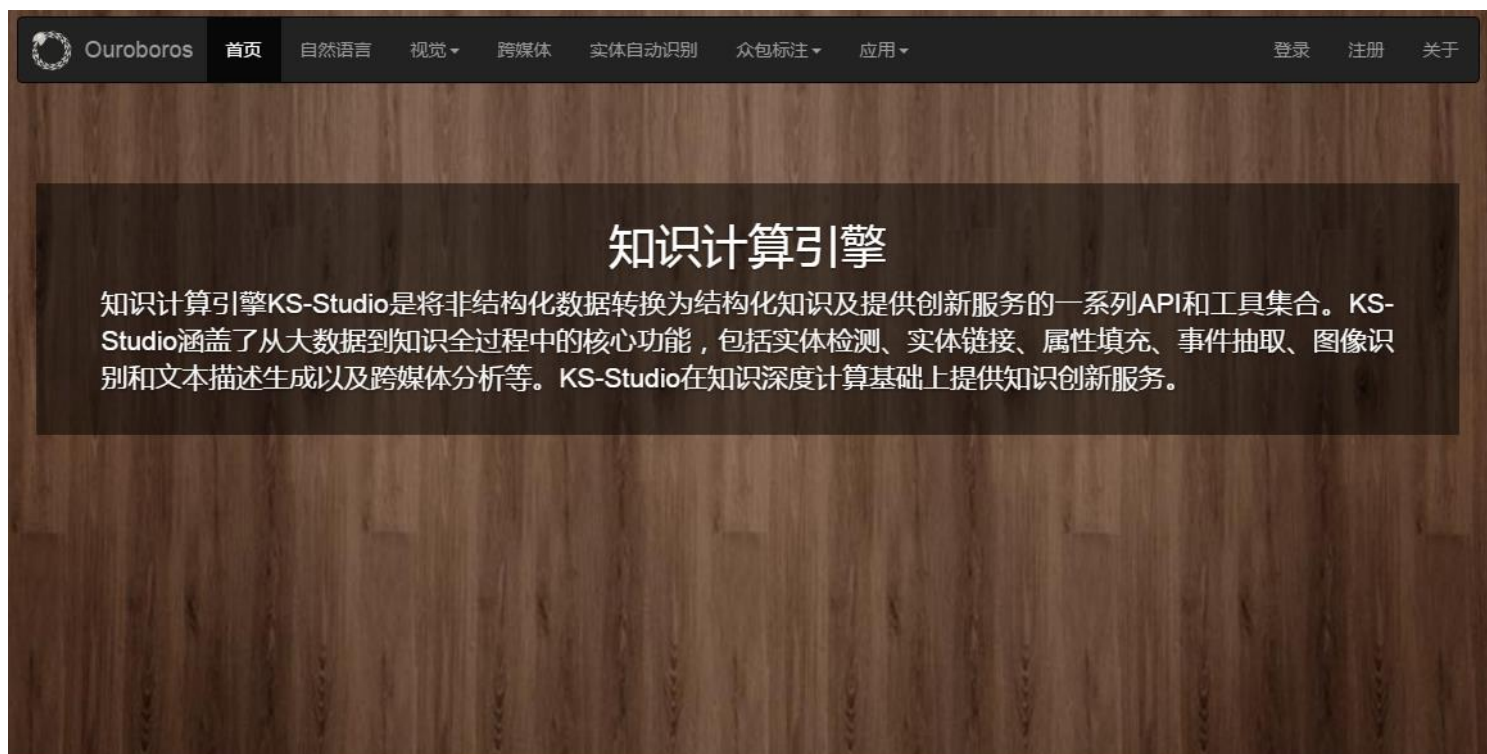 Ouroboros 首页 自然语言 视觉 跨媒体 实体自动识别 众包标注 应用 登录 注册 关于
知识计算引擎
知识计算引擎KS-Studio是将非结构化数据转换为结构化知识及提供创新服务的一系列API和工具集合。KS-
Studio涵盖了从大数据到知识全过程中的核心功能，包括实体检测、实体链接、属性填充、事件抽取、图像识
别和文本描述生成以及跨媒体分析等。KS-Studio在知识深度计算基础上提供知识创新服务。